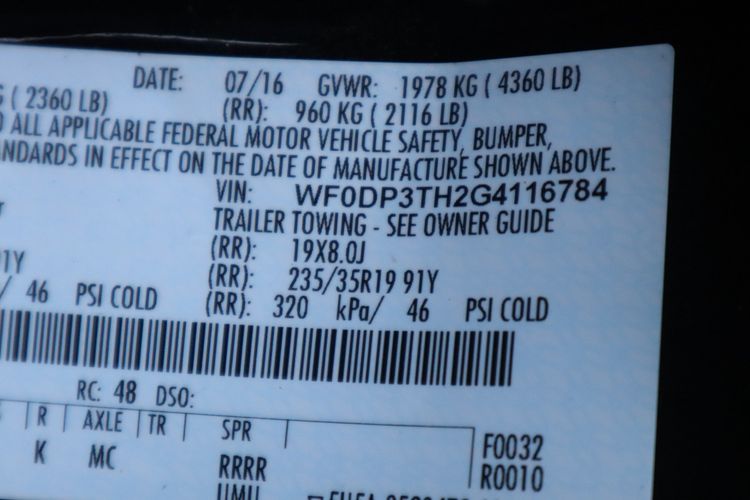 DATE: 07/16 GVWR: 1978 KG ( 4360 LB)
G ( 2360 LB) (RR): 960 KG ( 2116 LB)
O ALL APPLICABLE FEDERAL MOTOR VEHICLE SAFETY, BUMPER,
ANDARDS IN EFFECT ON THE DATE OF MANUFACTURE SHOWN ABOVE.
VIN: WF0DP3TH2G4116784
TRAILER TOWING - SEE OWNER GUIDE
(RR): 19X8.0J
91Y (RR): 235/35R19 91Y
/ 46 PSI COLD (RR): 320 kPa/ 46 PSI COLD
RC: 48 DSO:
R AXLE TR SPR F0032
K MC RRRR R0010